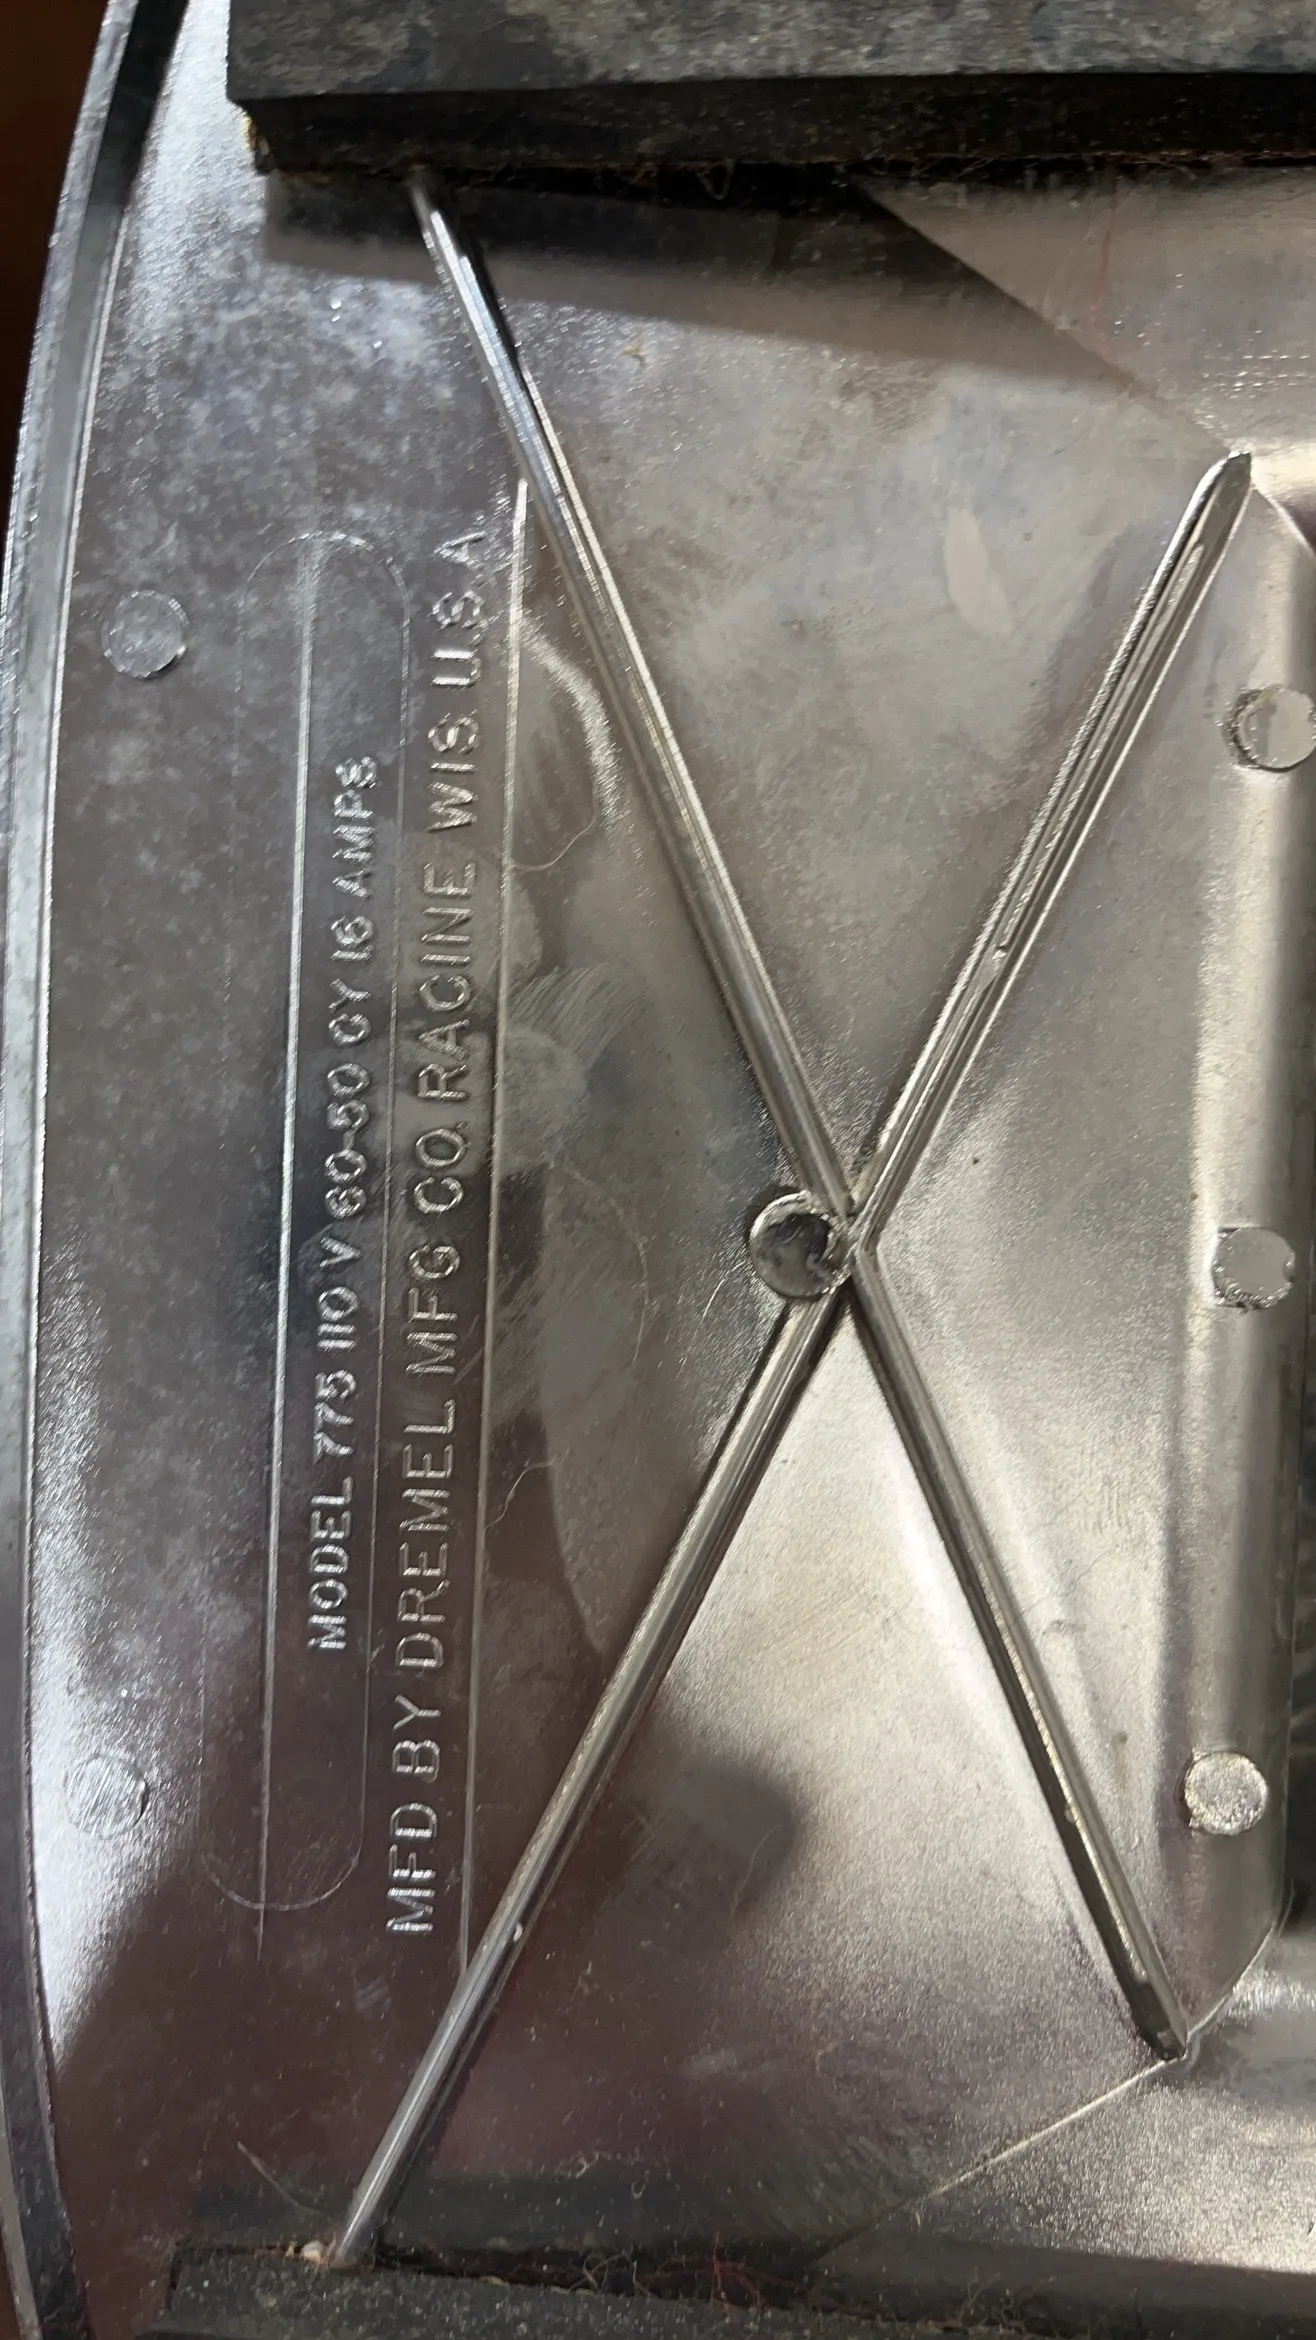 MODEL 775 110 V 60-50 CY 16 AMPS
MFD BY DREMEL MFG CO. RACINE WIS. U.S.A